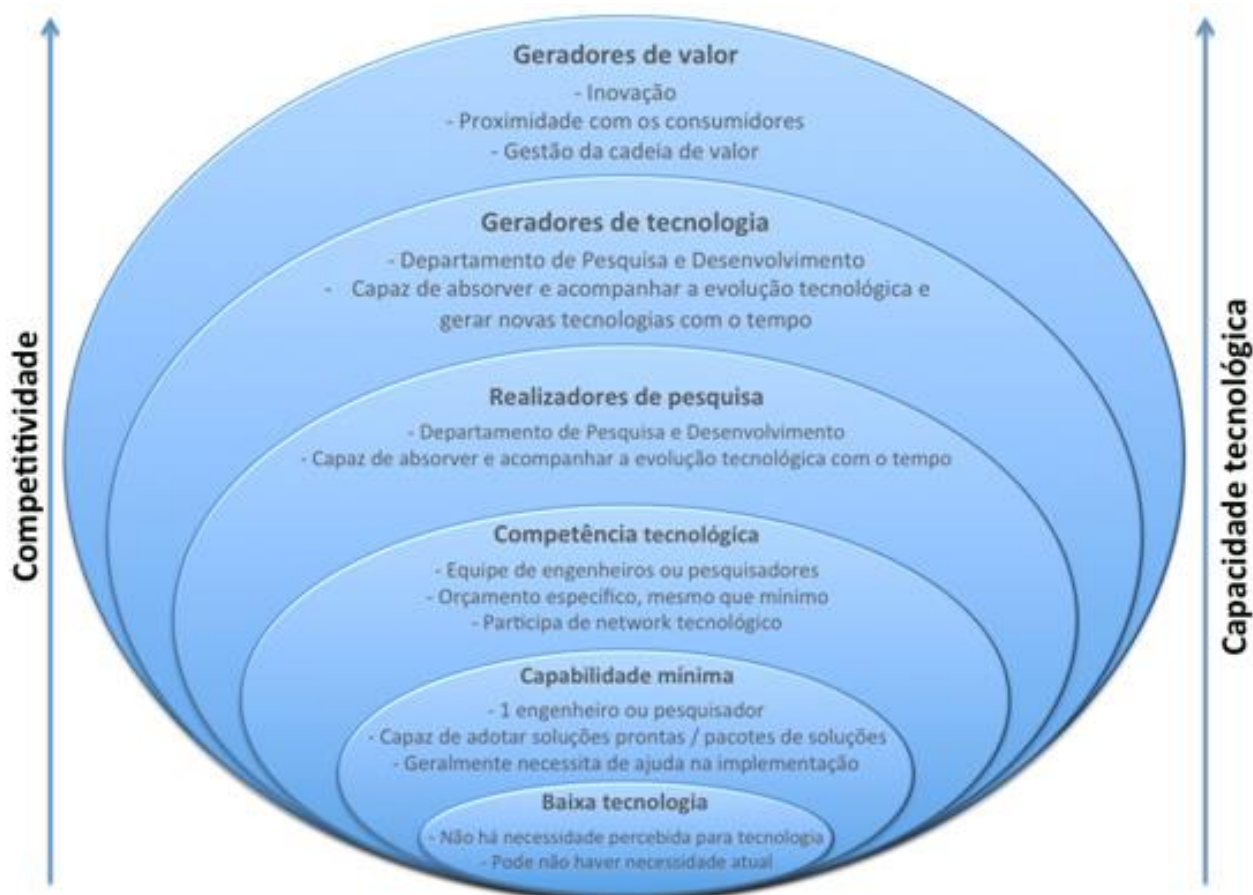 Geradores de valor
- Inovação
- Proximidade com os consumidores
- Gestão da cadeia de valor
Geradores de tecnologia
- Departamento de Pesquisa e Desenvolvimento
- Capaz de absorver e acompanhar a evolução tecnológica e
gerar novas tecnologias com o tempo
Realizadores de pesquisa
- Departamento de Pesquisa e Desenvolvimento
- Capaz de absorver e acompanhar a evolução tecnológica com o tempo
Competência tecnológica
- Equipe de engenheiros ou pesquisadores
- Orçamento específico, mesmo que mínimo
- Participa de network tecnológico
Capabilidade mínima
- 1 engenheiro ou pesquisador
- Capaz de adotar soluções prontas / pacotes de soluções
- Geralmente necessita de ajuda na implementação
Baixa tecnologia
- Não há necessidade percebida para tecnologia
- Pode não haver necessidade atual
Competitividade
Capacidade tecnológica